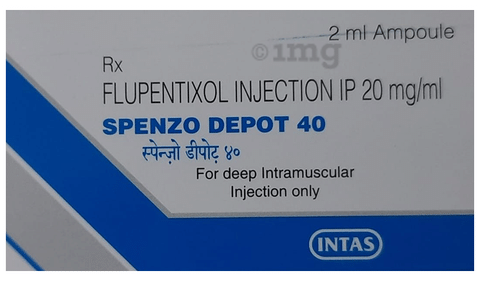 2 ml Ampoule
©1mg
Rx
FLUPENTIXOL INJECTION IP 20 mg/ml
SPENZO DEPOT 40
स्पेन्ज़ो डीपोट् ४०
For deep Intramuscular
Injection only
INTAS